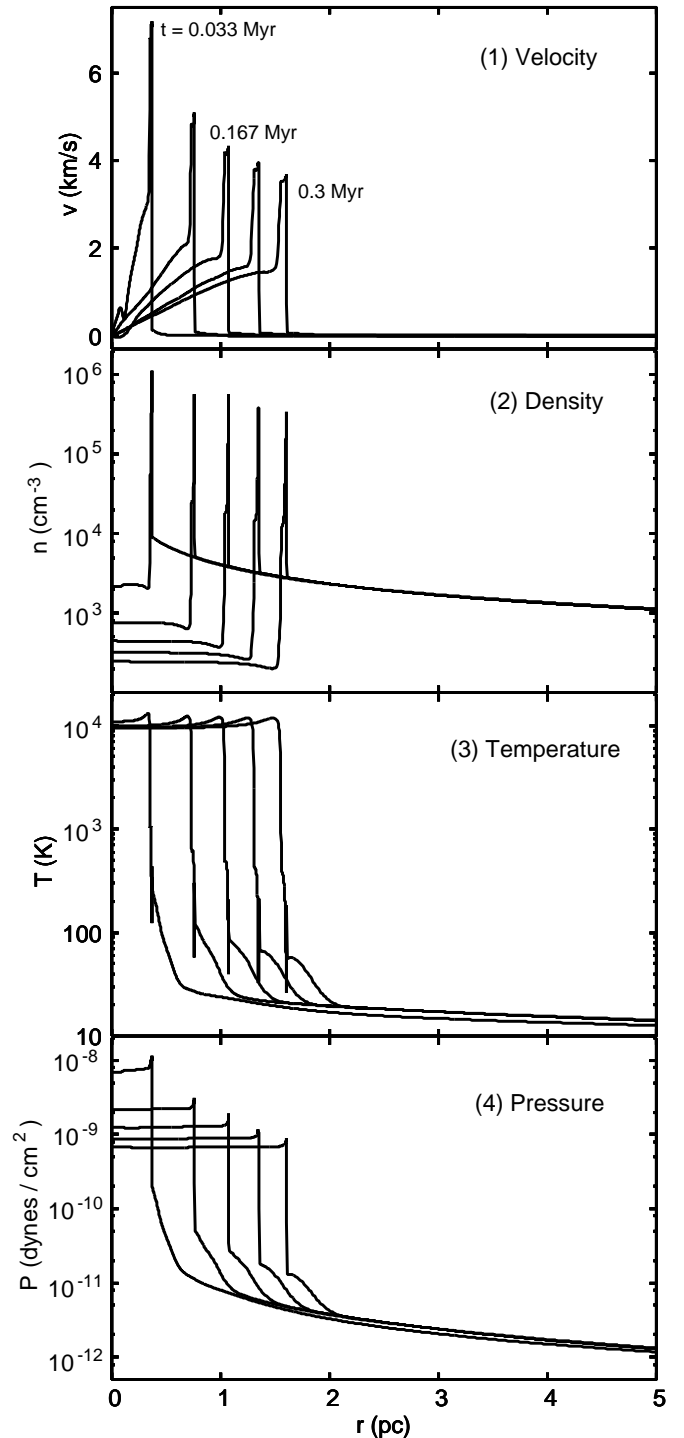 t = 0.033 Myr
(1) Velocity
6
0.167 Myr
4
0.3 Myr
2
0
v (km/s)
10^6
(2) Density
10^5
10^4
10^3
n (cm^-3)
10^4
(3) Temperature
10^3
100
10
T (K)
10^-8
(4) Pressure
10^-9
10^-10
10^-11
10^-12
P (dynes / cm^2)
0 1 2 3 4 5
r (pc)